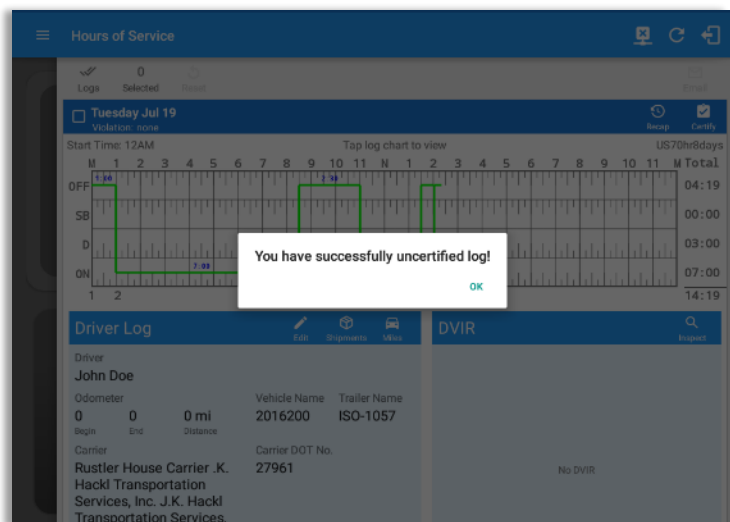 Hours of Service
Logs
0
Selected
Reset
Email
Tuesday Jul 19
Violation: none
Recap
Certify
Start Time: 12AM
Tap log chart to view
US70hr8days
M 1 2 3 4 5 6 7 8 9 10 11 N 1 2 3 4 5 6 7 8 9 10 11 M Total
OFF 1:00 04:19
SB 00:00
D 03:00
ON 7:00 07:00
1 2 14:19
You have successfully uncertified log!
OK
Driver Log
Edit
Shipments
Miles
DVIR
Inspect
Driver
John Doe
Odometer
Vehicle Name Trailer Name
0 0 0 mi 2016200 ISO-1057
Begin End Distance
Carrier Carrier DOT No.
Rustler House Carrier .K. 27961
Hackl Transportation
Services, Inc. J.K. Hackl
Transportation Services,
No DVIR